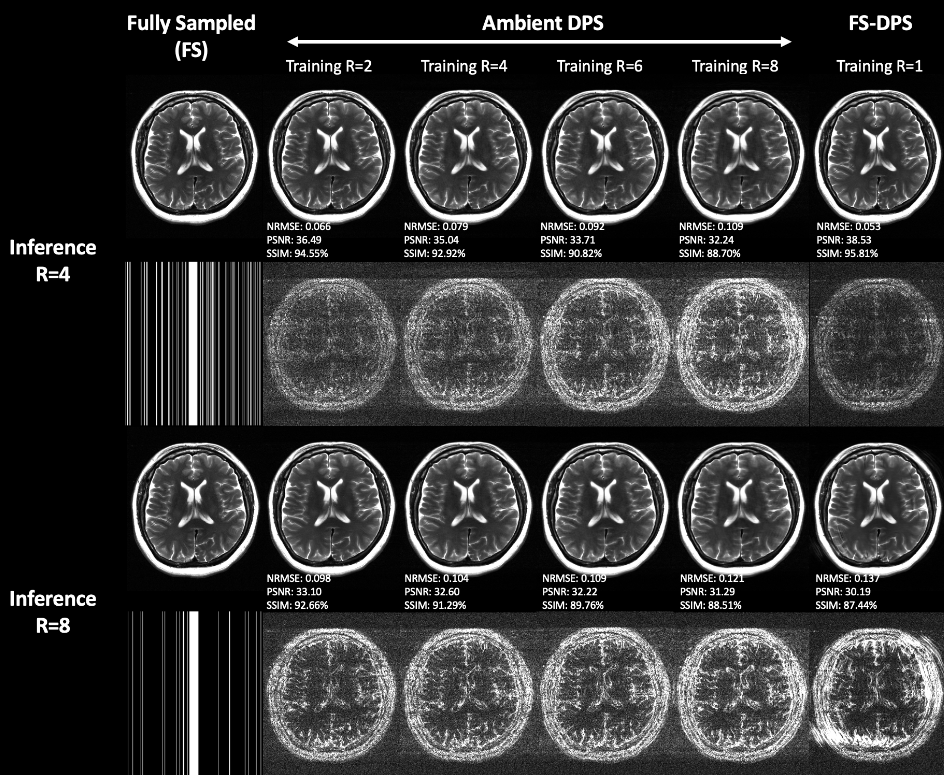 Fully Sampled
(FS)
Ambient DPS
FS-DPS
Training R=2
Training R=4
Training R=6
Training R=8
Training R=1
Inference
R=4
NRMSE: 0.066
PSNR: 36.49
SSIM: 94.55%
NRMSE: 0.079
PSNR: 35.04
SSIM: 92.92%
NRMSE: 0.092
PSNR: 33.71
SSIM: 90.82%
NRMSE: 0.109
PSNR: 32.24
SSIM: 88.70%
NRMSE: 0.053
PSNR: 38.53
SSIM: 95.81%
Inference
R=8
NRMSE: 0.098
PSNR: 33.10
SSIM: 92.66%
NRMSE: 0.104
PSNR: 32.60
SSIM: 91.29%
NRMSE: 0.109
PSNR: 32.22
SSIM: 89.76%
NRMSE: 0.121
PSNR: 31.29
SSIM: 88.51%
NRMSE: 0.137
PSNR: 30.19
SSIM: 87.44%